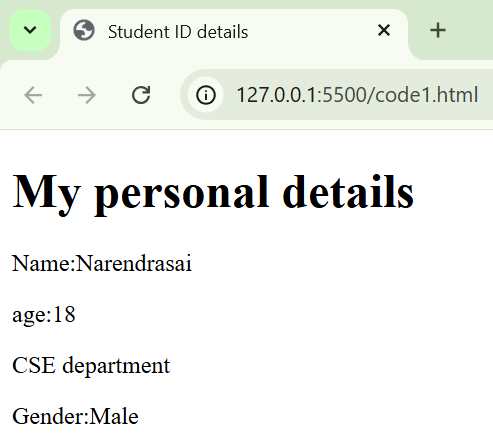 Student ID details
127.0.0.1:5500/code1.html
My personal details
Name:Narendrasai
age:18
CSE department
Gender:Male